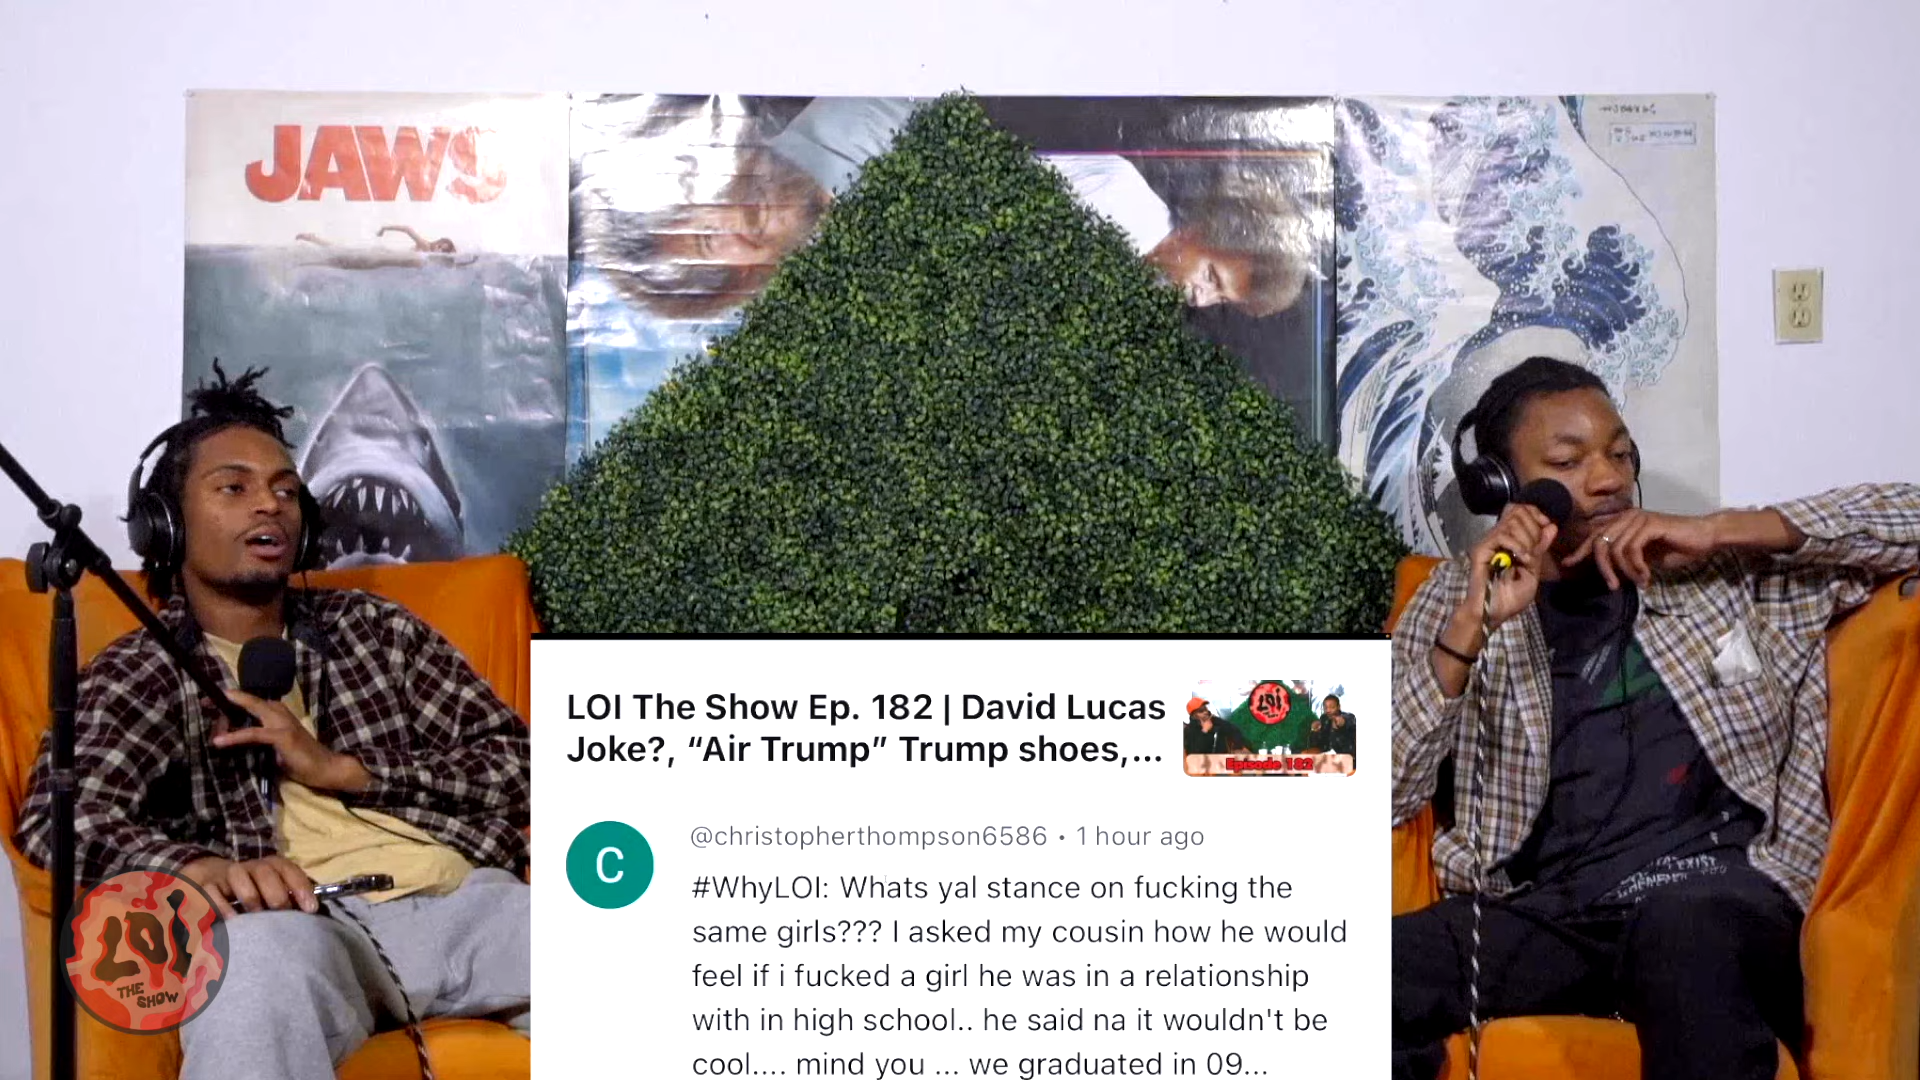 JAWS
LOI The Show Ep. 182 | David Lucas
Joke?, “Air Trump” Trump shoes,...
LOI
Episode 182
@christopherthompson6586 • 1 hour ago
C
#WhyLOI: Whats yal stance on fucking the
same girls??? I asked my cousin how he would
feel if i fucked a girl he was in a relationship
with in high school.. he said na it wouldn't be
cool.... mind you ... we graduated in 09...
LOI
THE
SHOW